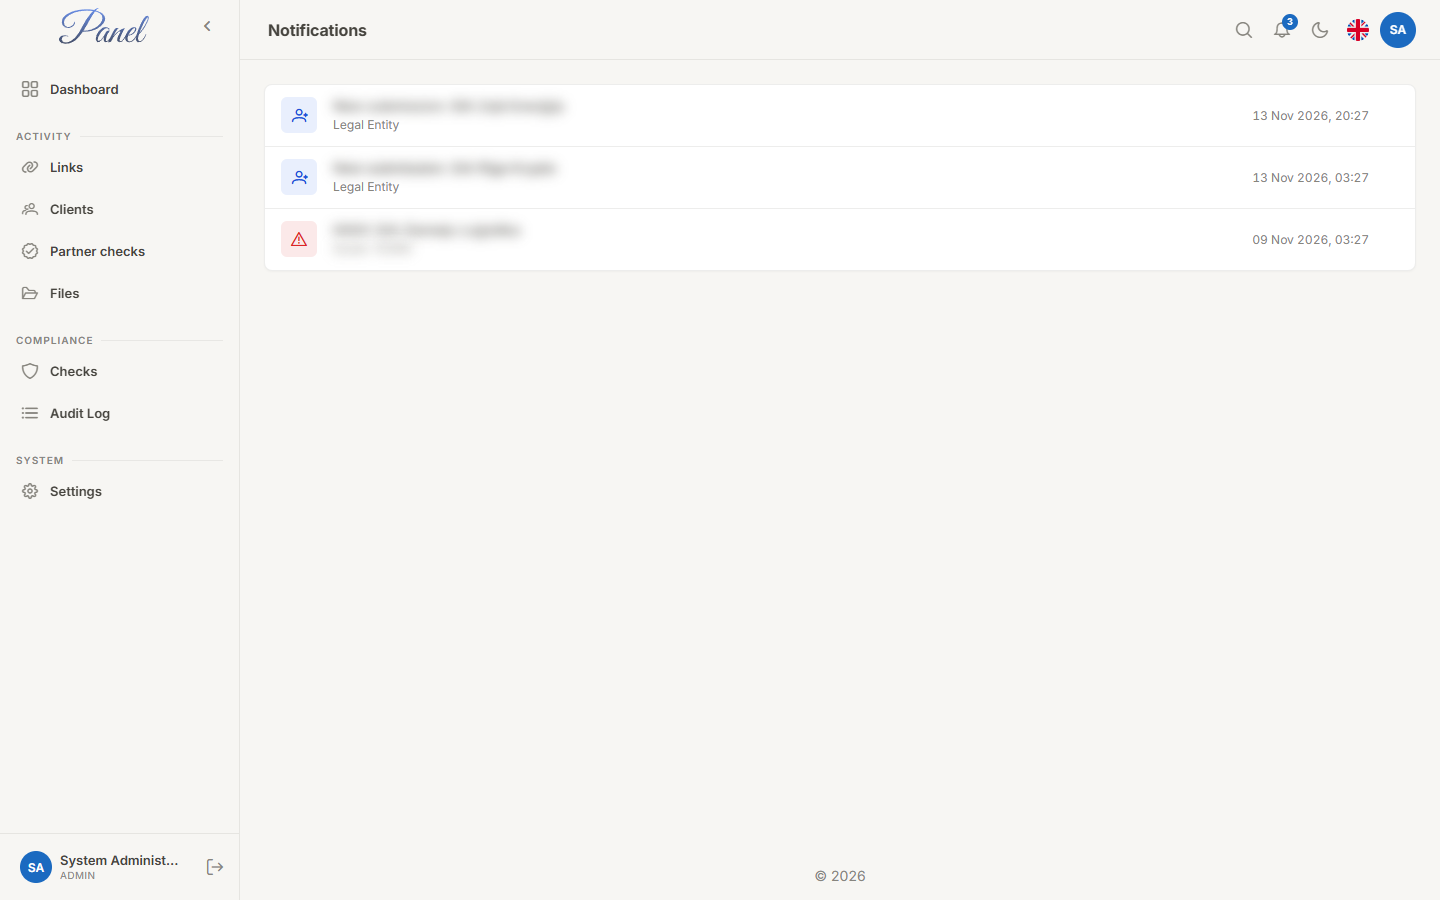 Panel
Notifications
3
SA
Dashboard
ACTIVITY
Links
Clients
Partner checks
Files
COMPLIANCE
Checks
Audit Log
SYSTEM
Settings
Legal Entity
13 Nov 2026, 20:27
Legal Entity
13 Nov 2026, 03:27
09 Nov 2026, 03:27
SA
System Administ...
ADMIN
© 2026